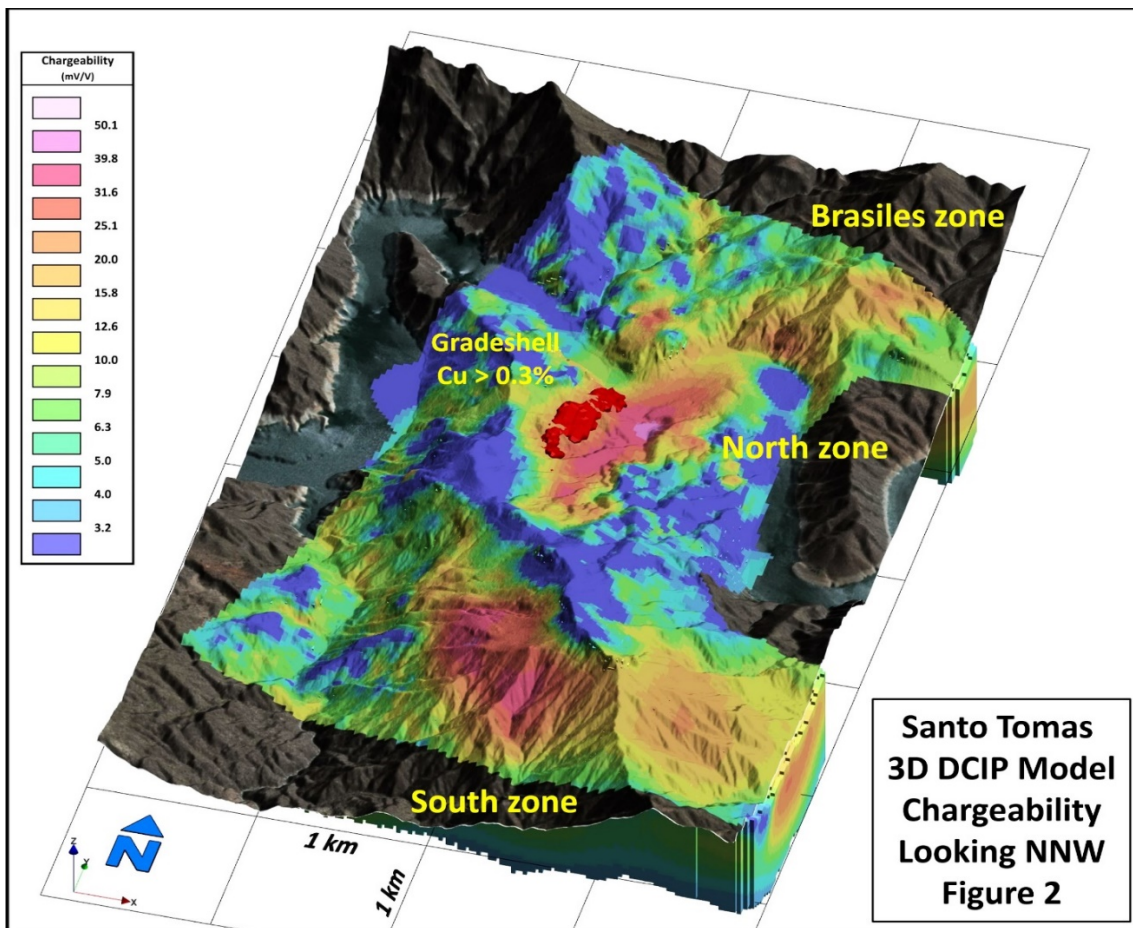 Chargeability
(mV/V)
50.1
39.8
31.6
25.1
20.0
15.8
12.6
10.0
7.9
6.3
5.0
4.0
3.2
Brasiles zone
Gradeshell
Cu > 0.3%
North zone
South zone
1 km
1 km
N
Z
Y
X
Santo Tomas
3D DCIP Model
Chargeability
Looking NNW
Figure 2